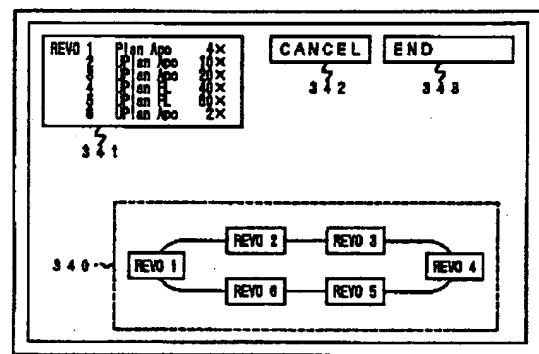 REVO 1 Plan Apo 4×
2 UPlan Apo 10×
3 UPlan Apo 20×
4 UPlan FL 40×
5 UPlan FL 60×
6 UPlan Apo 2×
CANCEL END
341 342 343
REVO 2 REVO 3
340 REVO 1 REVO 4
REVO 6 REVO 5